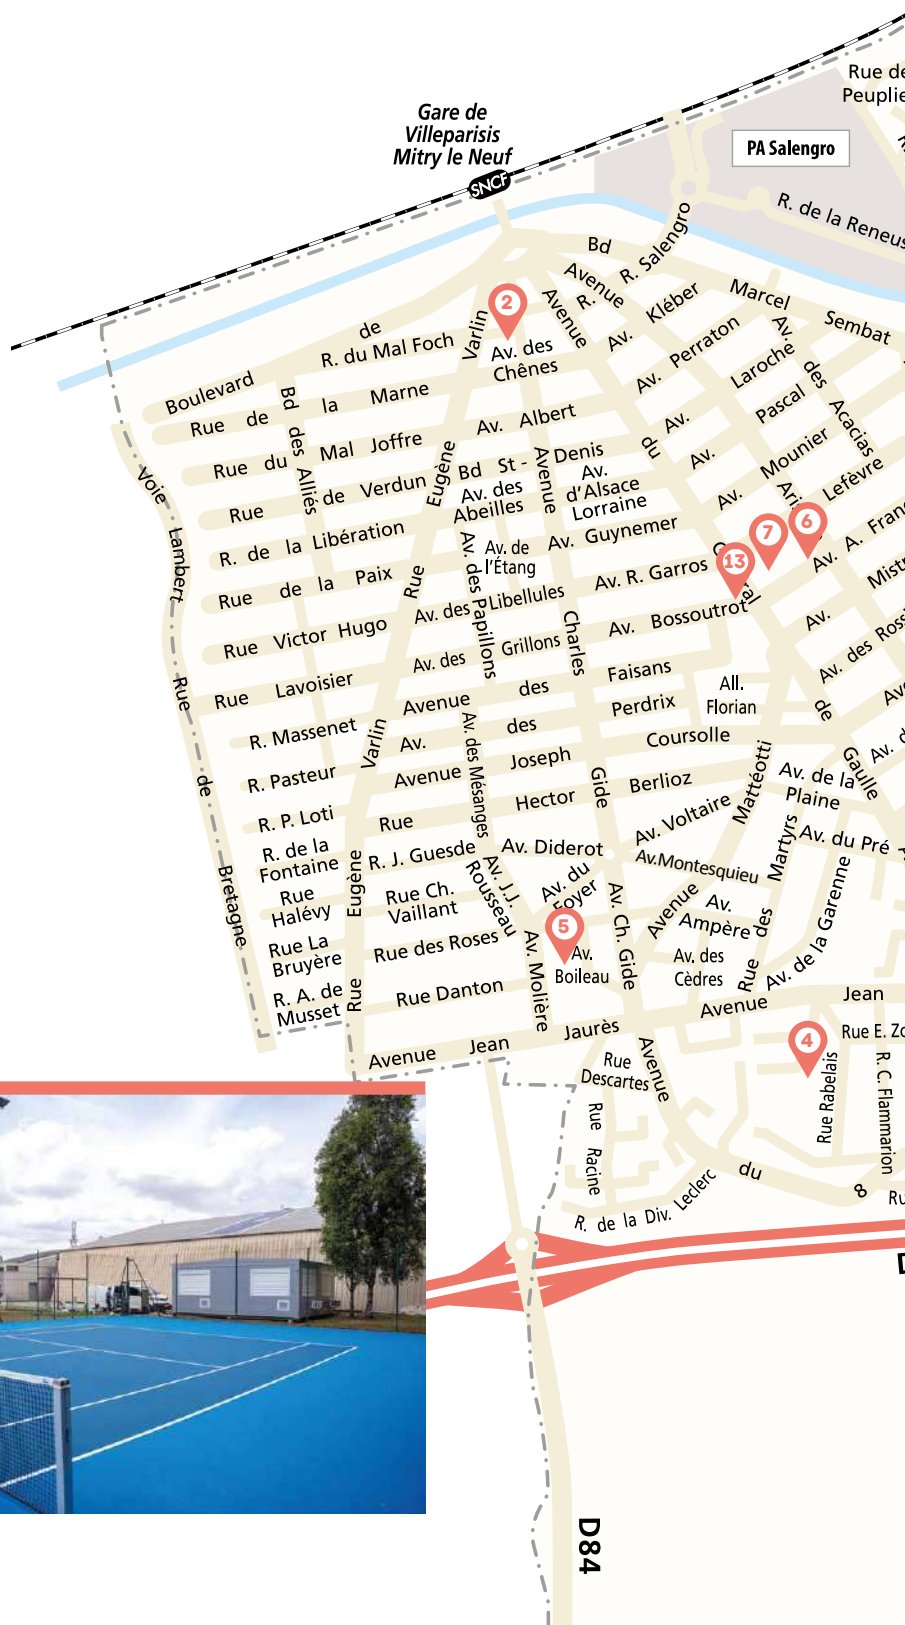 Rue de
Peuplie
Gare de
Villeparisis
Mitry le Neuf
SNCF
PA Salengro
R. de la Reneus
R. Salengro
Bd
Marcel
Sembat
Avenue
R.
Avenue
du
de
Gaulle
Av. Kléber
Av. Perraton
Av. Laroche
Av. Pascal
Av. Mounier
Lefèvre
Av. des Acacias
2
Av. des
Chênes
Boulevard de
R. du Mal Foch
Rue de la Marne
Bd des Alliés
Rue du Mal Joffre
Av. Albert
Rue de Verdun
Bd St - Denis
R. de la Libération
Av. des
Abeilles
Avenue
Av.
d'Alsace
Lorraine
Rue de la Paix
Av. de
l'Étang
Av. Guynemer
Rue Victor Hugo
Av. des Libellules
Av. R. Garros
13
7
6
Av. A. Fran
Mist
Av.
Av. des Ross
Rue Lavoisier
Av. des Grillons
Av. Bossoutrot
Av. des Papillons
Charles
Gide
Rue Eugène Varlin
Voie Lambert
Rue de Bretagne
R. Massenet
Avenue des Faisans
All.
Florian
R. Pasteur
Av. des Perdrix
R. P. Loti
Avenue Joseph Coursolle
Av. des Mésanges
Rue Hector Berlioz
Avenue Mattéotti
Av. de la
Plaine
R. de la
Fontaine
R. J. Guesde
Av. Diderot
Av. Voltaire
Av. du Pré
Av.Montesquieu
Rue
Halévy
Rue Ch.
Vaillant
Av. J.J.
Rousseau
Av. du
Foyer
Av. Ch. Gide
Av.
Ampère
Rue des Martyrs
Av. de la Garenne
Rue La
Bruyère
Rue des Roses
5
Av.
Boileau
Av. des
Cèdres
R. A. de
Musset
Rue Eugène Varlin
Rue Danton
Av. Molière
Avenue Jean Jaurès
Avenue Jean
4
Rue E. Zo
Rue Rabelais
R. C. Flammarion
Rue
Descartes
Avenue du 8
Rue Racine
R. de la Div. Leclerc
Ru
D84